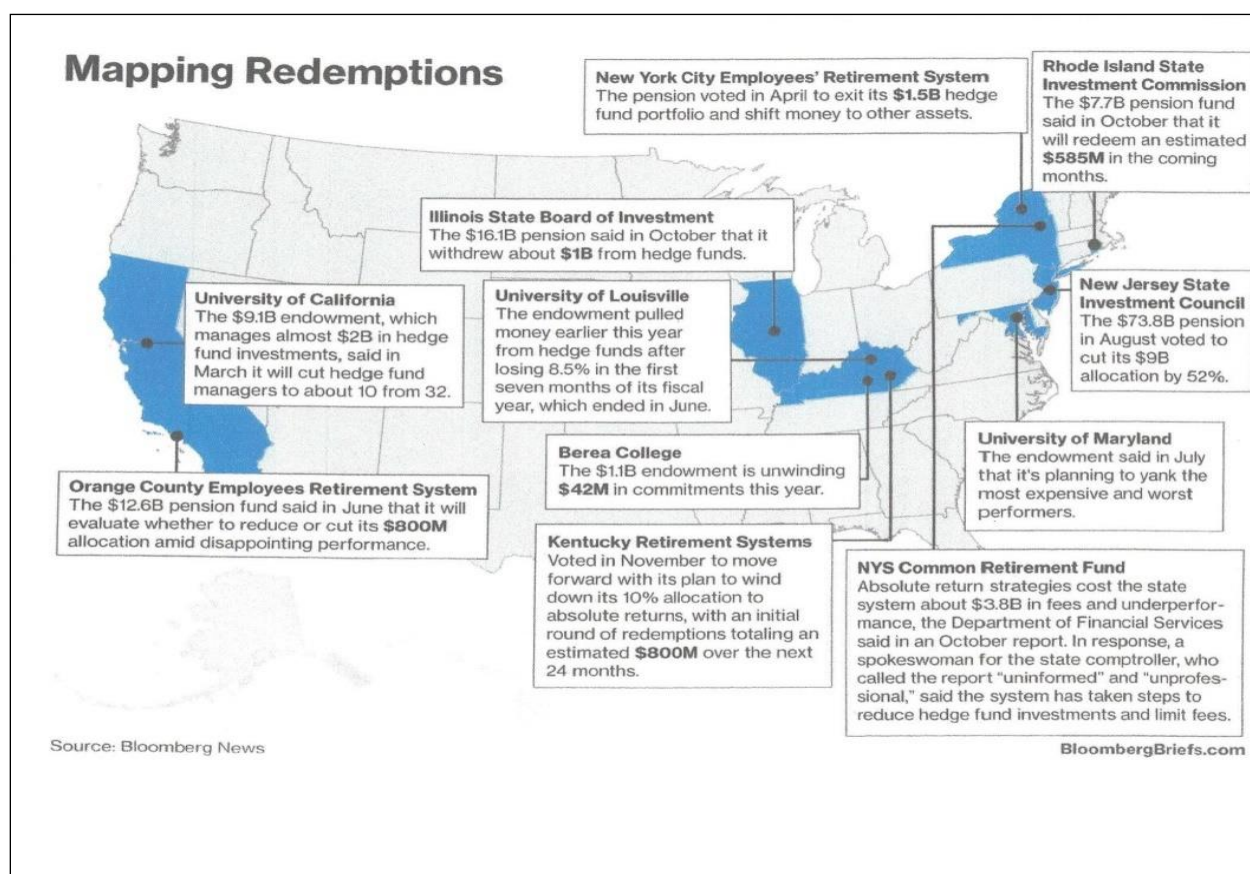 Mapping Redemptions
New York City Employees' Retirement System
The pension voted in April to exit its $1.5B hedge
fund portfolio and shift money to other assets.
Rhode Island State
Investment Commission
The $7.7B pension fund
said in October that it
will redeem an estimated
$585M in the coming
months.
Illinois State Board of Investment
The $16.1B pension said in October that it
withdrew about $1B from hedge funds.
University of California
The $9.1B endowment, which
manages almost $2B in hedge
fund investments, said in
March it will cut hedge fund
managers to about 10 from 32.
University of Louisville
The endowment pulled
money earlier this year
from hedge funds after
losing 8.5% in the first
seven months of its fiscal
year, which ended in June.
New Jersey State
Investment Council
The $73.8B pension
in August voted to
cut its $9B
allocation by 52%.
Berea College
The $1.1B endowment is unwinding
$42M in commitments this year.
University of Maryland
The endowment said in July
that it's planning to yank the
most expensive and worst
performers.
Orange County Employees Retirement System
The $12.6B pension fund said in June that it will
evaluate whether to reduce or cut its $800M
allocation amid disappointing performance.
Kentucky Retirement Systems
Voted in November to move
forward with its plan to wind
down its 10% allocation to
absolute returns, with an initial
round of redemptions totaling an
estimated $800M over the next
24 months.
NYS Common Retirement Fund
Absolute return strategies cost the state
system about $3.8B in fees and underperfor-
mance, the Department of Financial Services
said in an October report. In response, a
spokeswoman for the state comptroller, who
called the report "uninformed" and "unprofes-
sional," said the system has taken steps to
reduce hedge fund investments and limit fees.
Source: Bloomberg News
BloombergBriefs.com